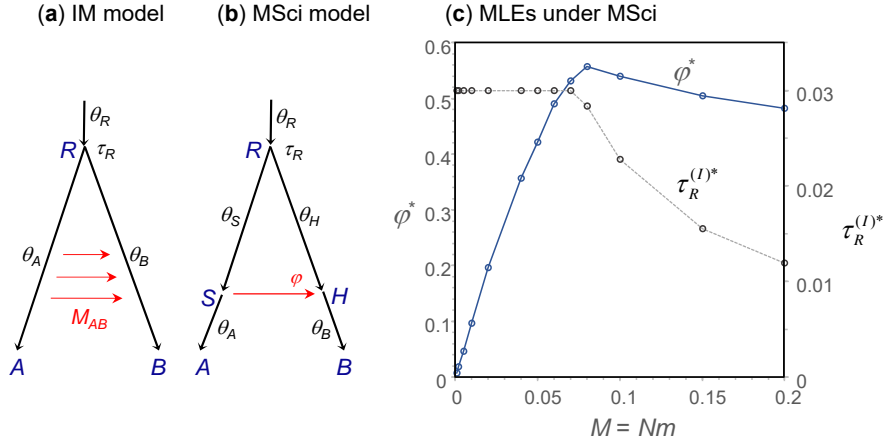 (a) IM model
(b) MSci model
(c) MLEs under MSci
θR
R τR
θA θB
MAB
A B
θR
R τR
θS θH
S φ H
θA θB
A B
0.6
0.5
0.4
φ*
0.3
0.2
0.1
0
φ*
τR(I)*
0.03
0.02
τR(I)*
0.01
0.00
0 0.05 0.1 0.15 0.2
M = Nm